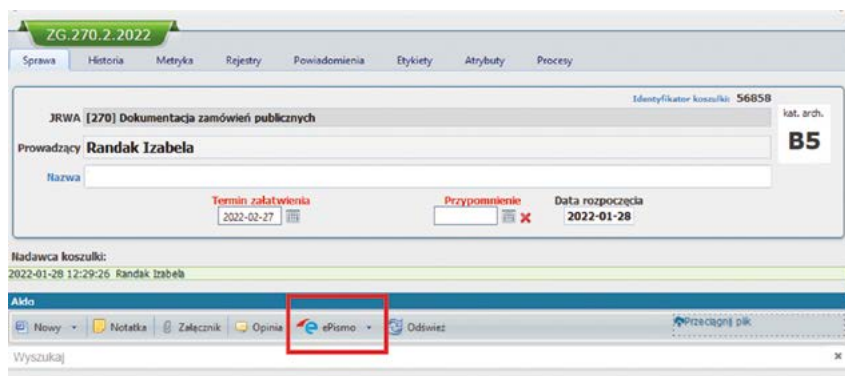 ZG.270.2.2022
Sprawa Historia Metryka Rejestry Powiadomienia Etykiety Atrybuty Procesy
Identyfikator koszulki: 56858
kat. arch.
JRWA [270] Dokumentacja zamówień publicznych
B5
Prowadzący Randak Izabela
Nazwa
Termin załatwienia Przypomnienie Data rozpoczęcia
2022-02-27 2022-01-28
Nadawca koszulki:
2022-01-28 12:29:26 Randak Izabela
Akta
Nowy Notatka Załącznik Opinia ePismo Odśwież Przeciągnij plik
Wyszukaj